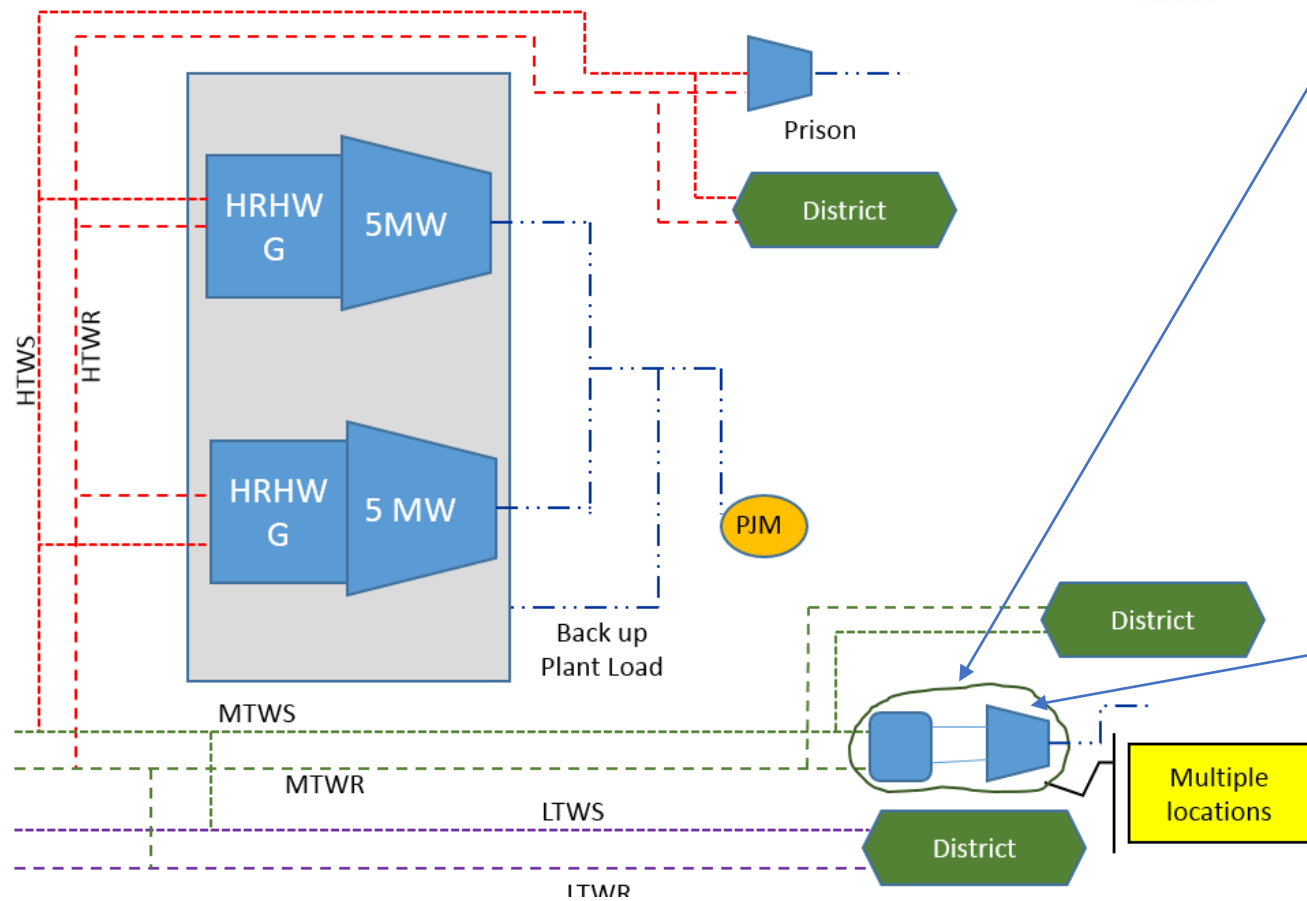 Prison
HRHW
G
5MW
District
HTWS
HTWR
HRHW
G
5 MW
PJM
Back up
Plant Load
District
MTWS
MTWR
Multiple
locations
LTWS
District
LTWR